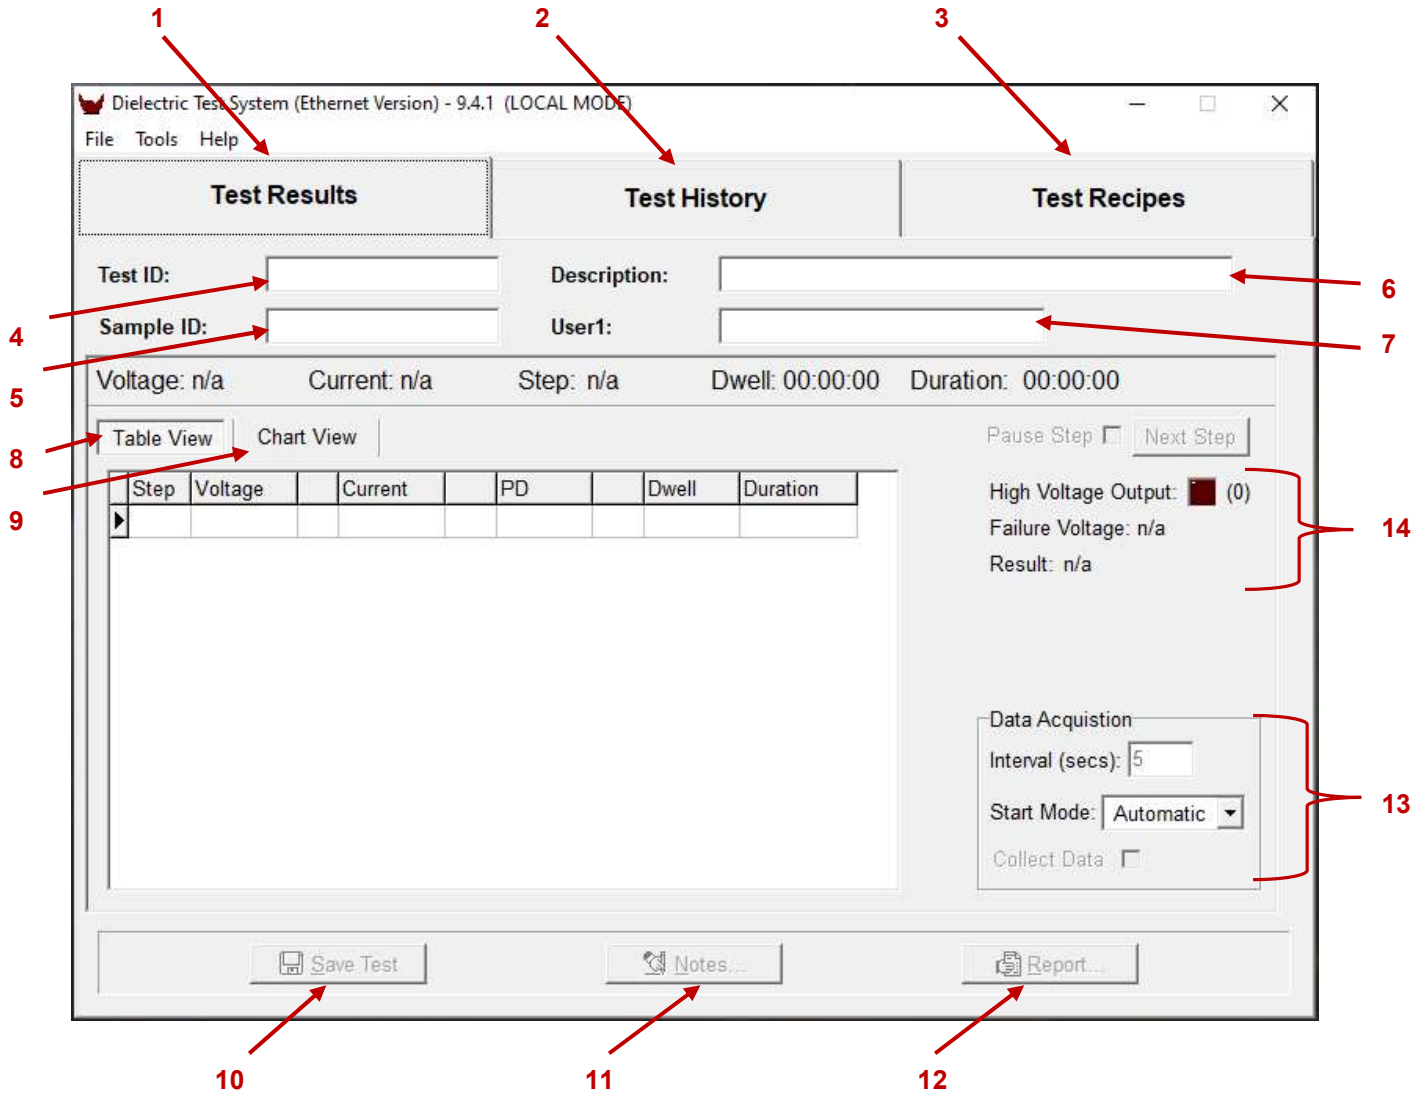 1 2 3
Dielectric Test System (Ethernet Version) - 9.4.1 (LOCAL MODE)
File Tools Help
Test Results Test History Test Recipes
Test ID: Description:
6
4
Sample ID: User1:
7
Voltage: n/a Current: n/a Step: n/a Dwell: 00:00:00 Duration: 00:00:00
5
Table View Chart View Pause Step Next Step
8
Step Voltage Current PD Dwell Duration
High Voltage Output: (0)
9
Failure Voltage: n/a
14
Result: n/a
Data Acquistion
Interval (secs): 5
13
Start Mode: Automatic
Collect Data
Save Test Notes... Report...
10 11 12